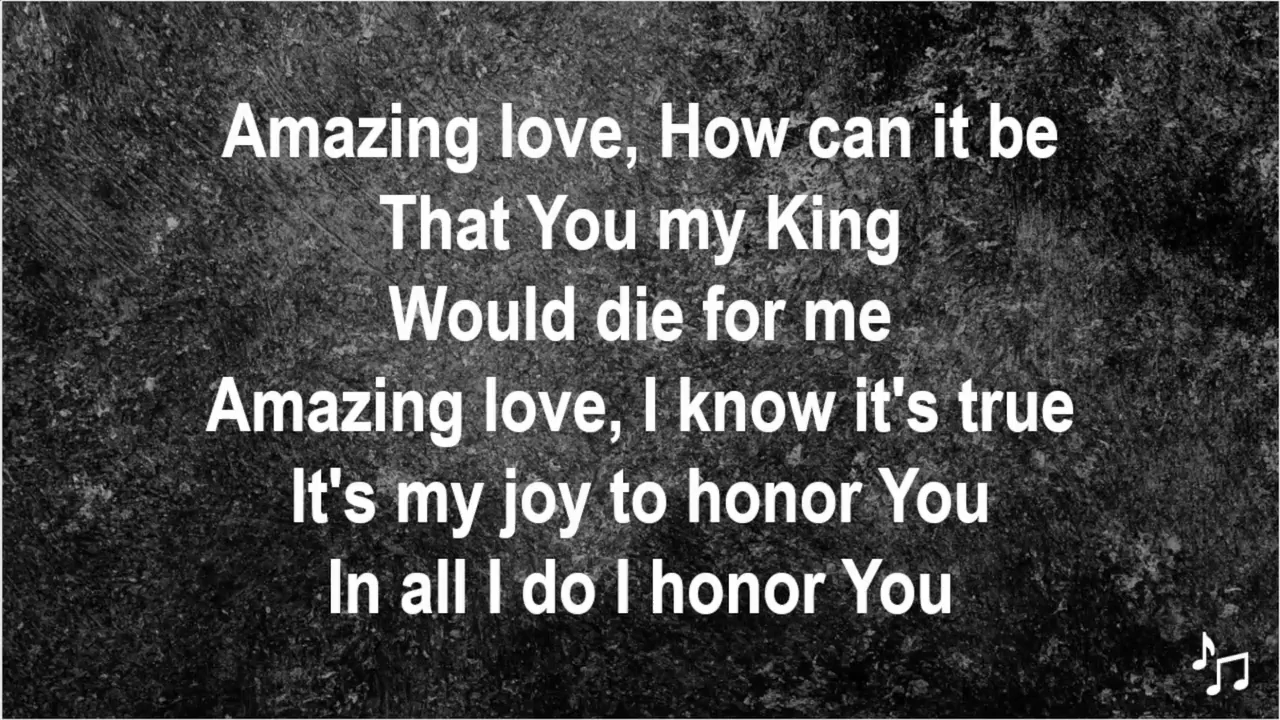 Amazing love, How can it be
That You my King
Would die for me
Amazing love, I know it's true
It's my joy to honor You
In all I do I honor You